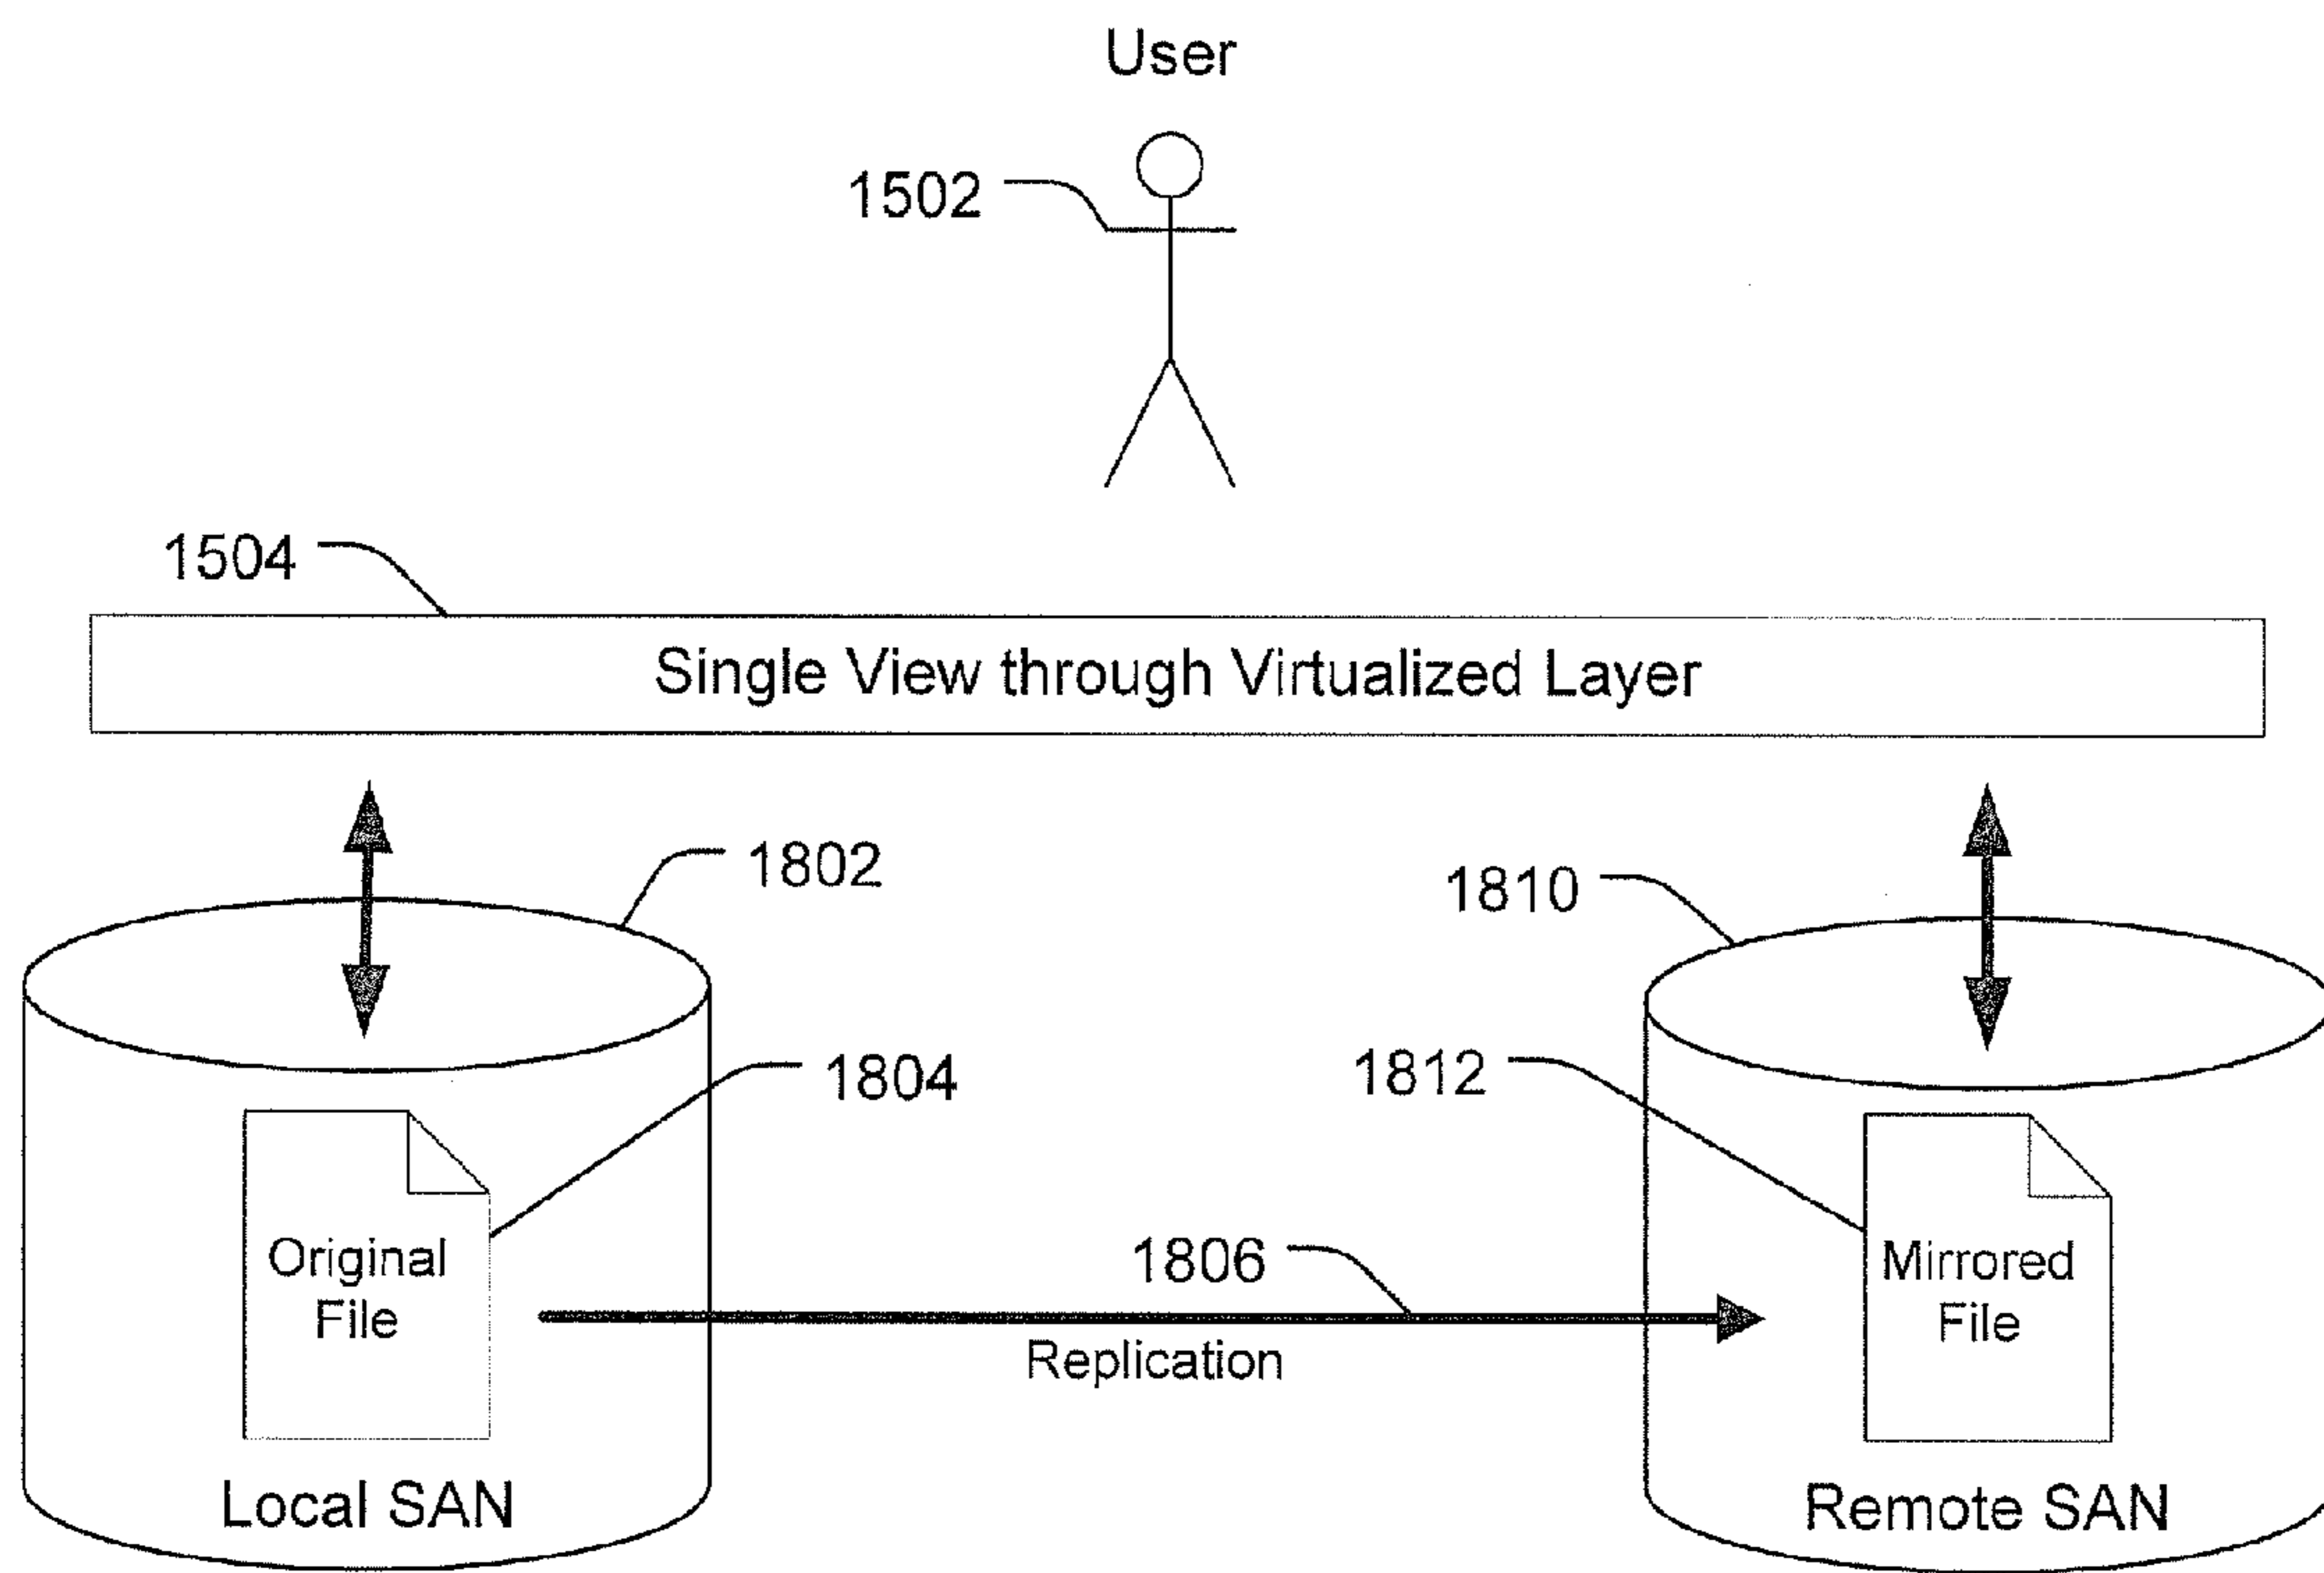 User
1502
1504
Single View through Virtualized Layer
1802
1810
1804
1812
Original
File
1806
Replication
Mirrored
File
Local SAN
Remote SAN